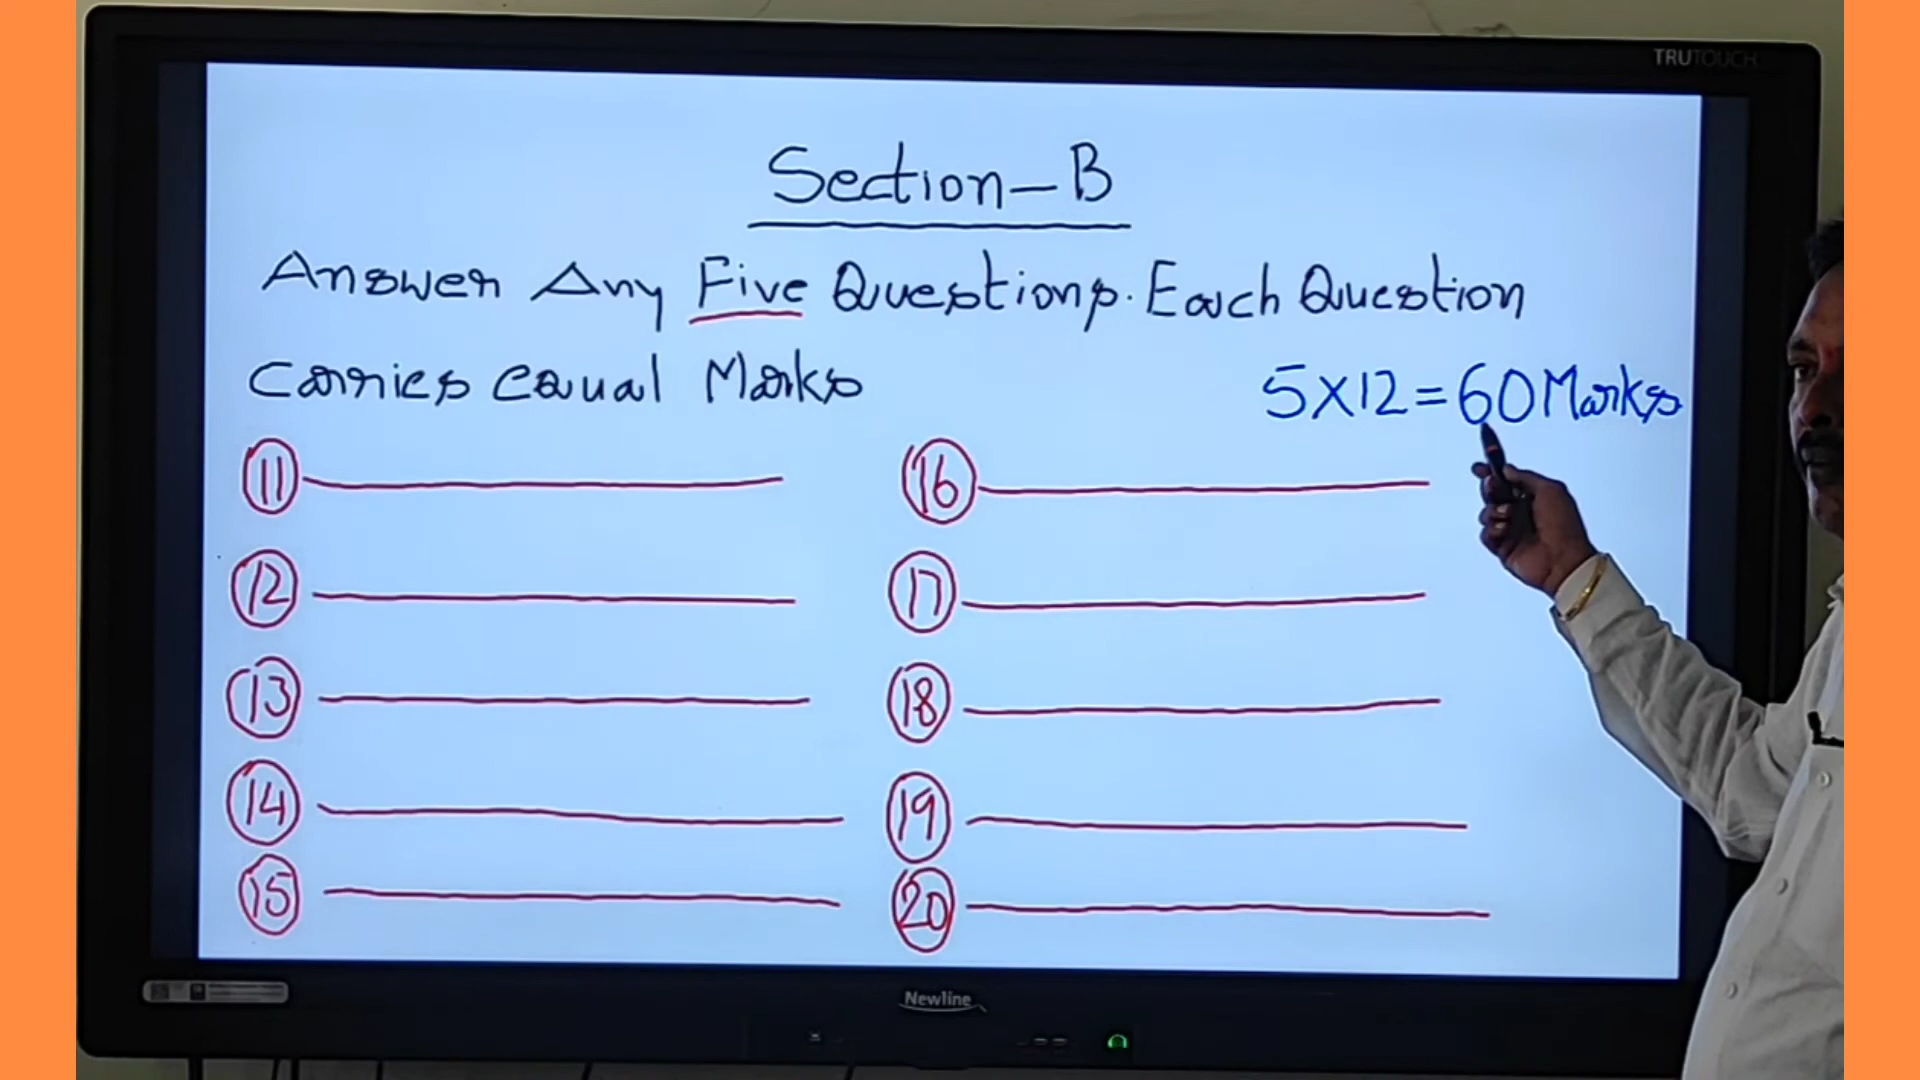 TRUTOUCH
Section-B
Answer Any Five Questions. Each Question
Carries equal Marks
5X12=60 Marks
11
16
12
17
13
18
14
19
15
20
Newline